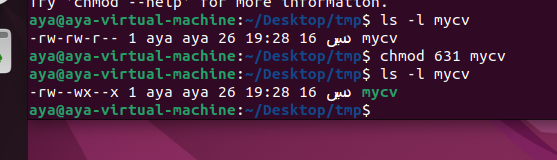 Try 'chmod --help' for more information.
aya@aya-virtual-machine:~/Desktop/tmp$ ls -l mycv
-rw-rw-r-- 1 aya aya 26 19:28 16 دسي mycv
aya@aya-virtual-machine:~/Desktop/tmp$ chmod 631 mycv
aya@aya-virtual-machine:~/Desktop/tmp$ ls -l mycv
-rw--wx--x 1 aya aya 26 19:28 16 دسي mycv
aya@aya-virtual-machine:~/Desktop/tmp$